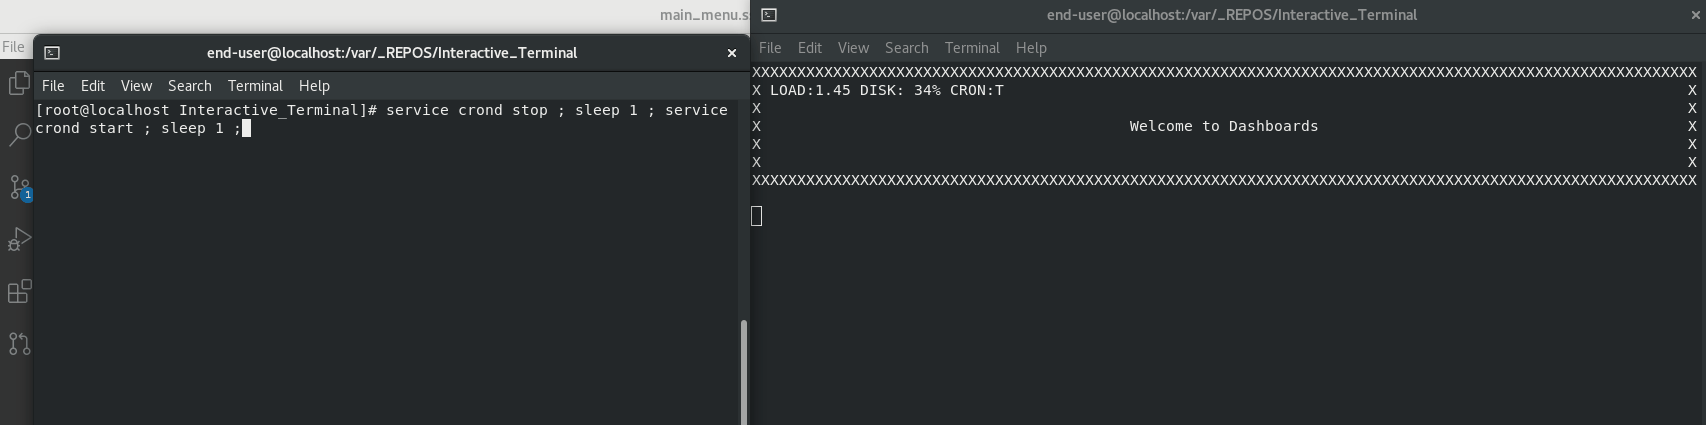 main_menu.s
File
end-user@localhost:/var/_REPOS/Interactive_Terminal
File Edit View Search Terminal Help
[root@localhost Interactive_Terminal]# service crond stop ; sleep 1 ; service
crond start ; sleep 1 ;
1
end-user@localhost:/var/_REPOS/Interactive_Terminal
File Edit View Search Terminal Help
XXXXXXXXXXXXXXXXXXXXXXXXXXXXXXXXXXXXXXXXXXXXXXXXXXXXXXXXXXXXXXXXXXXXXXXXXXXXXXXXXXXXXXXXXXXXXXXXXXXXXXXXX
X LOAD:1.45 DISK: 34% CRON:T X
X X
X Welcome to Dashboards X
X X
X X
XXXXXXXXXXXXXXXXXXXXXXXXXXXXXXXXXXXXXXXXXXXXXXXXXXXXXXXXXXXXXXXXXXXXXXXXXXXXXXXXXXXXXXXXXXXXXXXXXXXXXXXXX